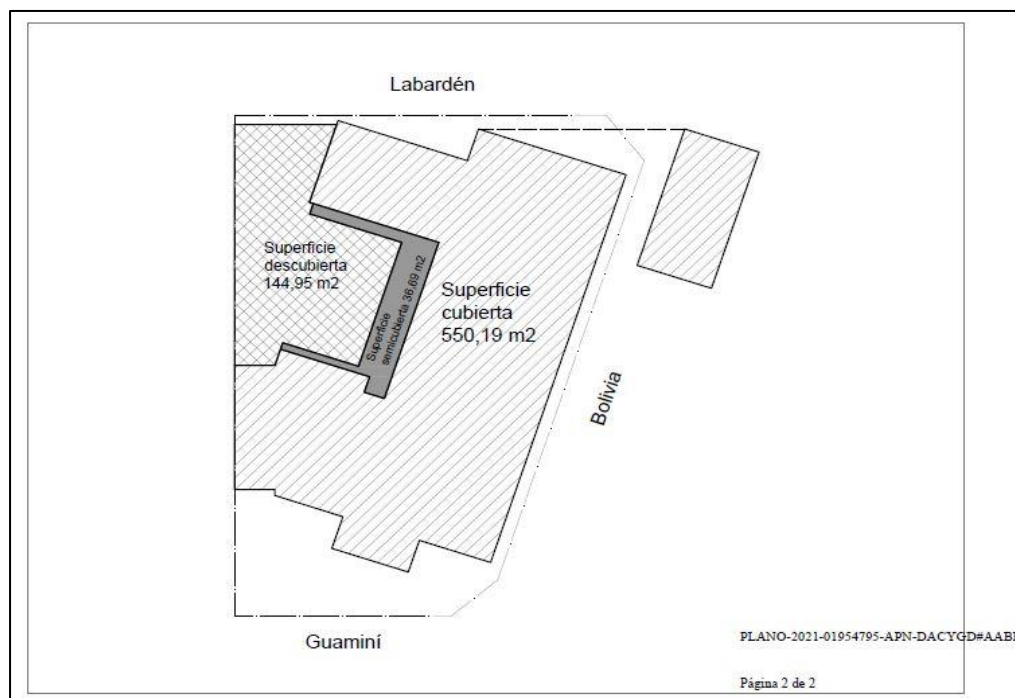 Labardén
Superficie
descubierta
144,95 m2
Superficie
semicubierta 36,69 m2
Superficie
cubierta
550,19 m2
Bolivia
Guaminí
PLANO-2021-01954795-APN-DACYGD#AABE
Página 2 de 2